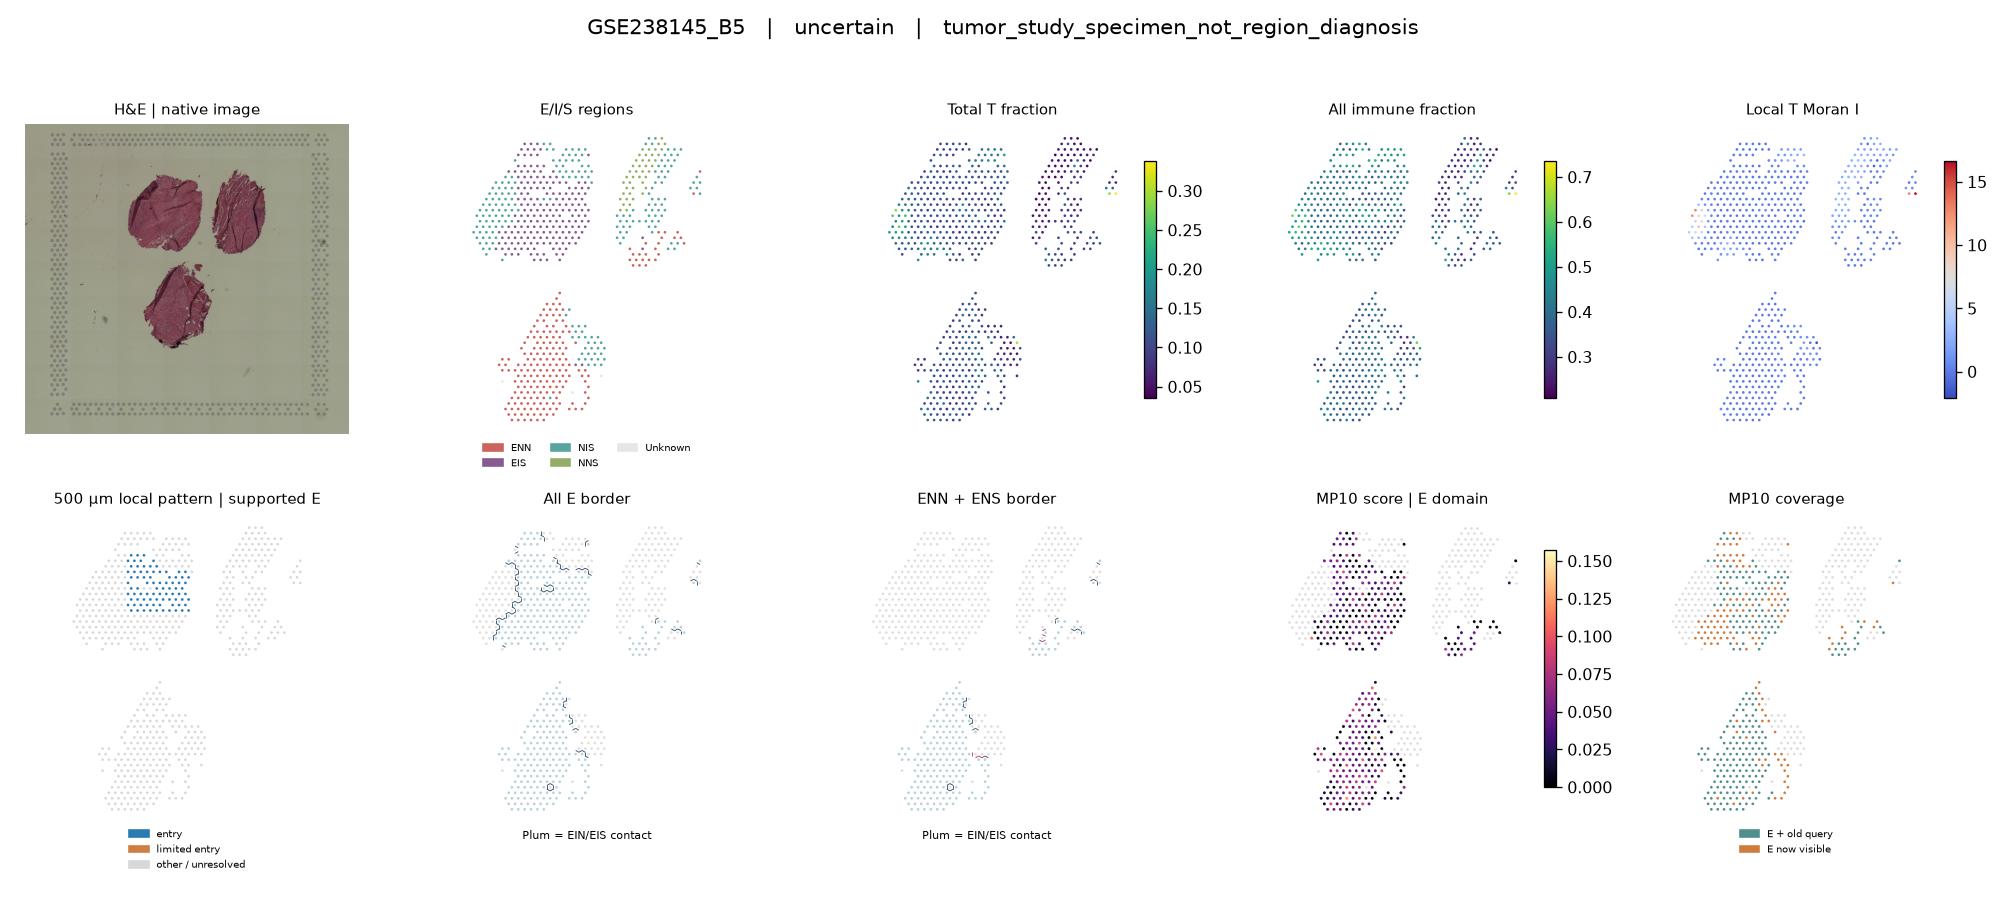 GSE238145_B5 | uncertain | tumor_study_specimen_not_region_diagnosis
H&E | native image
E/I/S regions
Total T fraction
All immune fraction
Local T Moran I
0.30
0.25
0.20
0.15
0.10
0.05
0.7
0.6
0.5
0.4
0.3
15
10
5
0
ENN
NIS
Unknown
EIS
NNS
500 µm local pattern | supported E
All E border
ENN + ENS border
MP10 score | E domain
MP10 coverage
0.150
0.125
0.100
0.075
0.050
0.025
0.000
entry
limited entry
other / unresolved
Plum = EIN/EIS contact
Plum = EIN/EIS contact
E + old query
E now visible